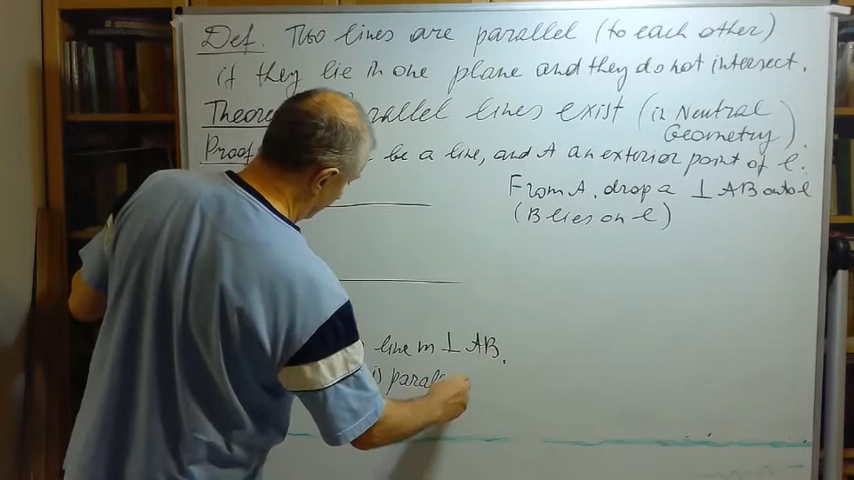 Def. Two lines are parallel (to each other)
if they lie in one plane and they do not intersect.
Theore Parallel lines exist (in Neutral
Geometry).
Proof be a line, and A an exterior point of l.
From A, drop a ⊥ AB onto l
(B lies on l)
line m ⊥ AB.
is paral